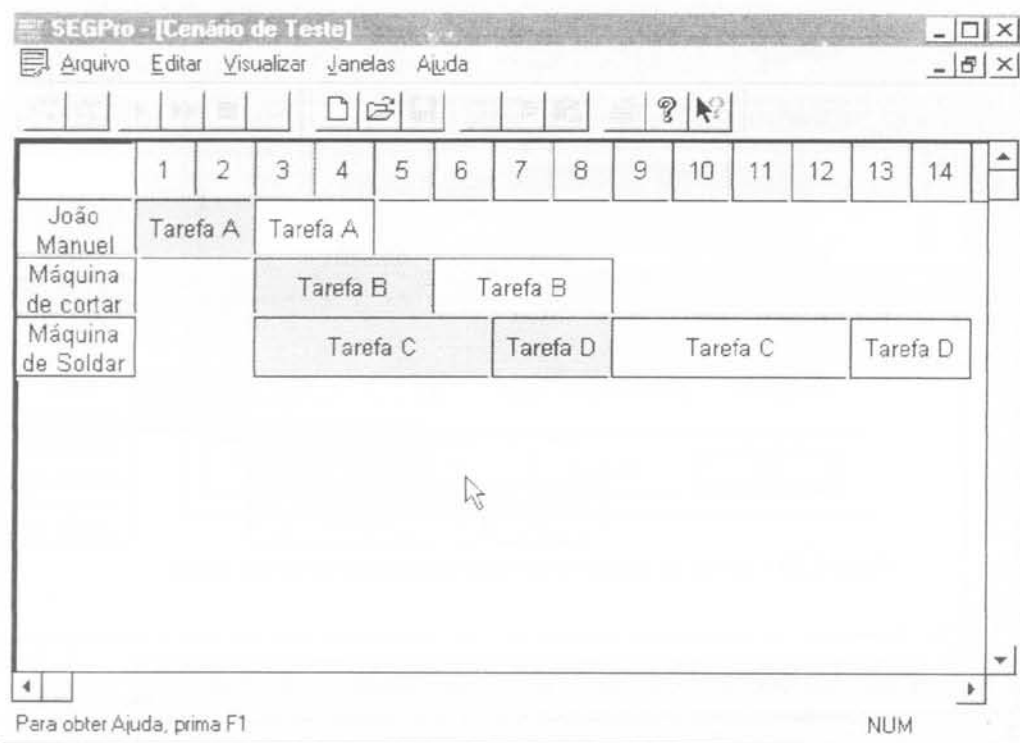 SEGPro - [Cenário de Teste]
Arquivo Editar Visualizar Janelas Ajuda
1 2 3 4 5 6 7 8 9 10 11 12 13 14
João Manuel Tarefa A Tarefa A
Máquina de cortar Tarefa B Tarefa B
Máquina de Soldar Tarefa C Tarefa D Tarefa C Tarefa D
Para obter Ajuda, prima F1 NUM